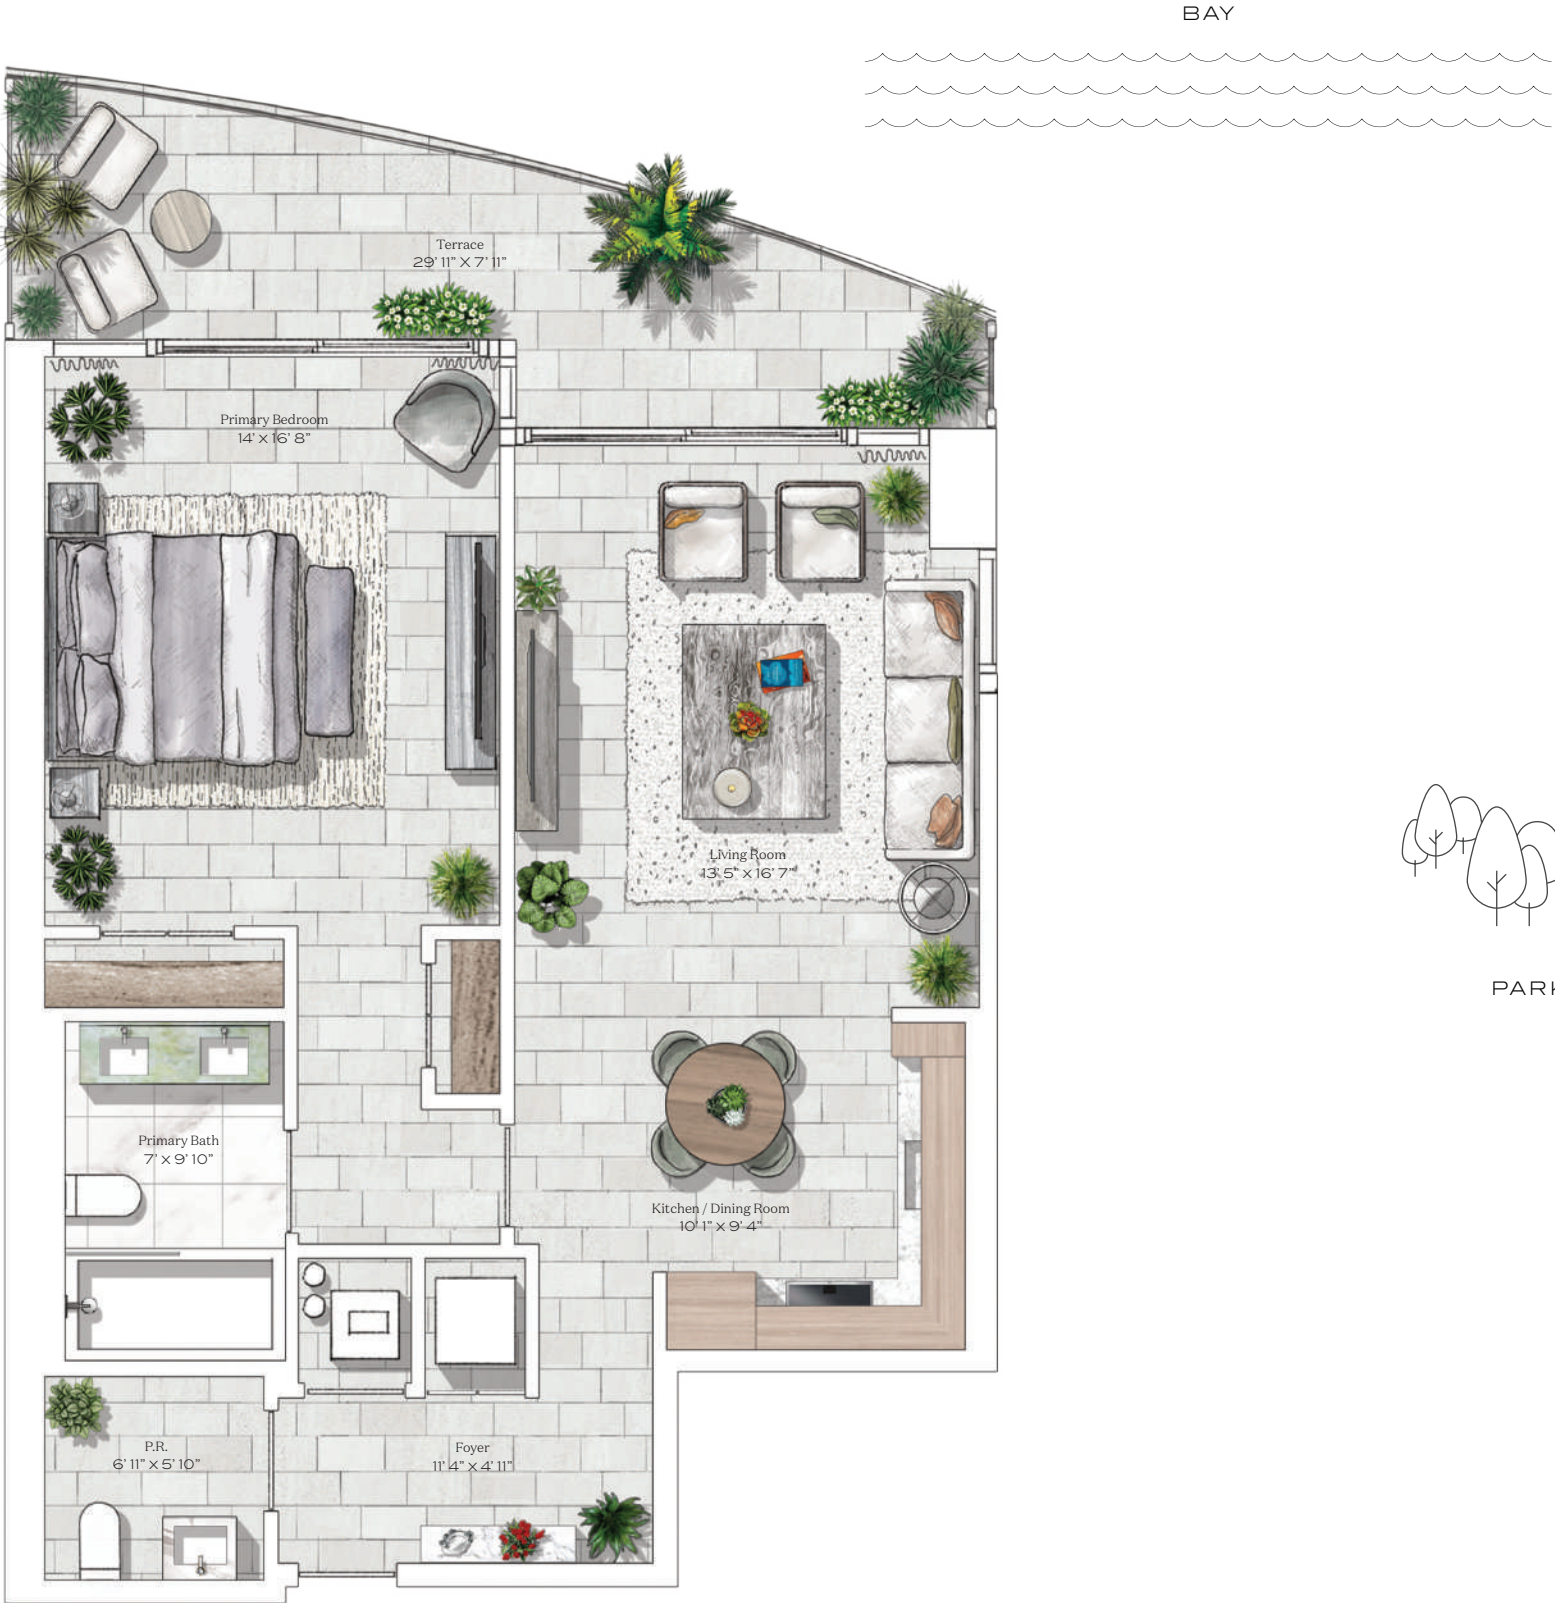 BAY
Terrace
29' 11" X 7' 11"
Primary Bedroom
14' X 16' 8"
Living Room
13' 5" X 16' 7"
PARK
Primary Bath
7' X 9' 10"
Kitchen / Dining Room
10' 1" X 9' 4"
P.R.
6' 11" X 5' 10"
Foyer
11' 4" X 4' 11"